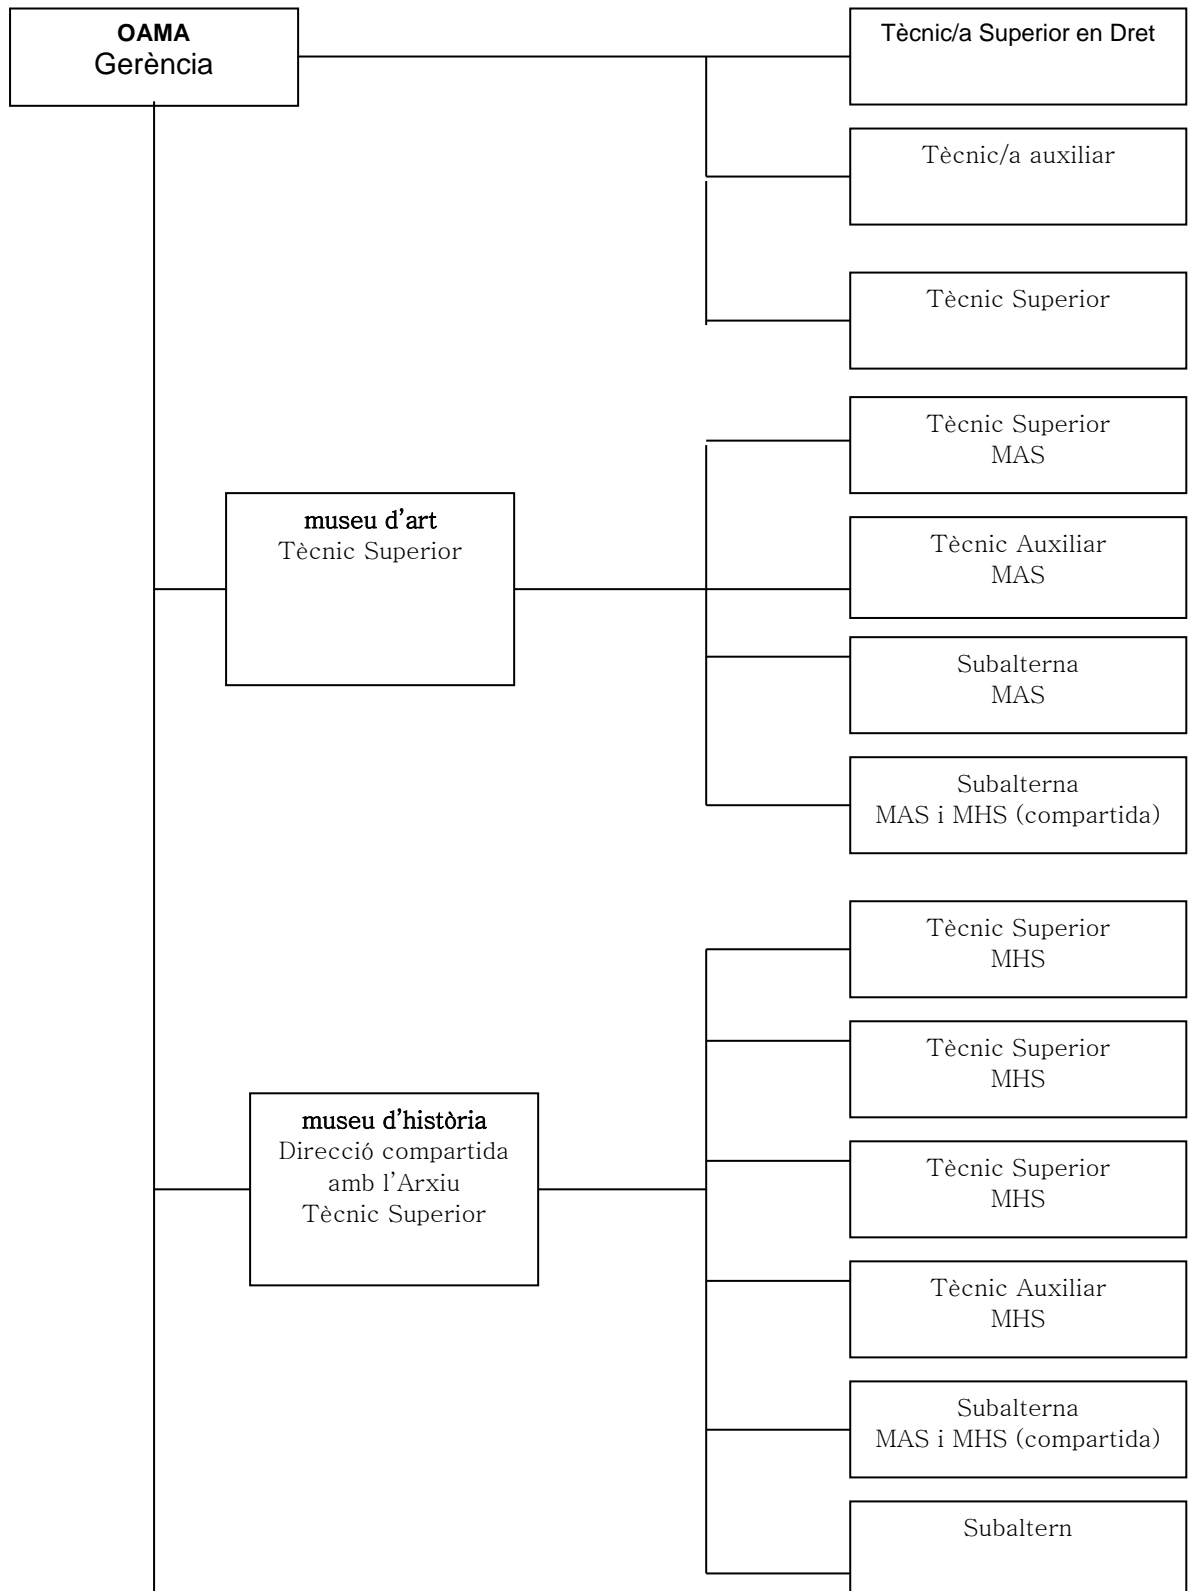 OAMA
Gerència
Tècnic/a Superior en Dret
Tècnic/a auxiliar
Tècnic Superior
Tècnic Superior
MAS
museu d’art
Tècnic Superior
Tècnic Auxiliar
MAS
Subalterna
MAS
Subalterna
MAS i MHS (compartida)
Tècnic Superior
MHS
Tècnic Superior
MHS
museu d’història
Direcció compartida
amb l’Arxiu
Tècnic Superior
Tècnic Superior
MHS
Tècnic Auxiliar
MHS
Subalterna
MAS i MHS (compartida)
Subaltern